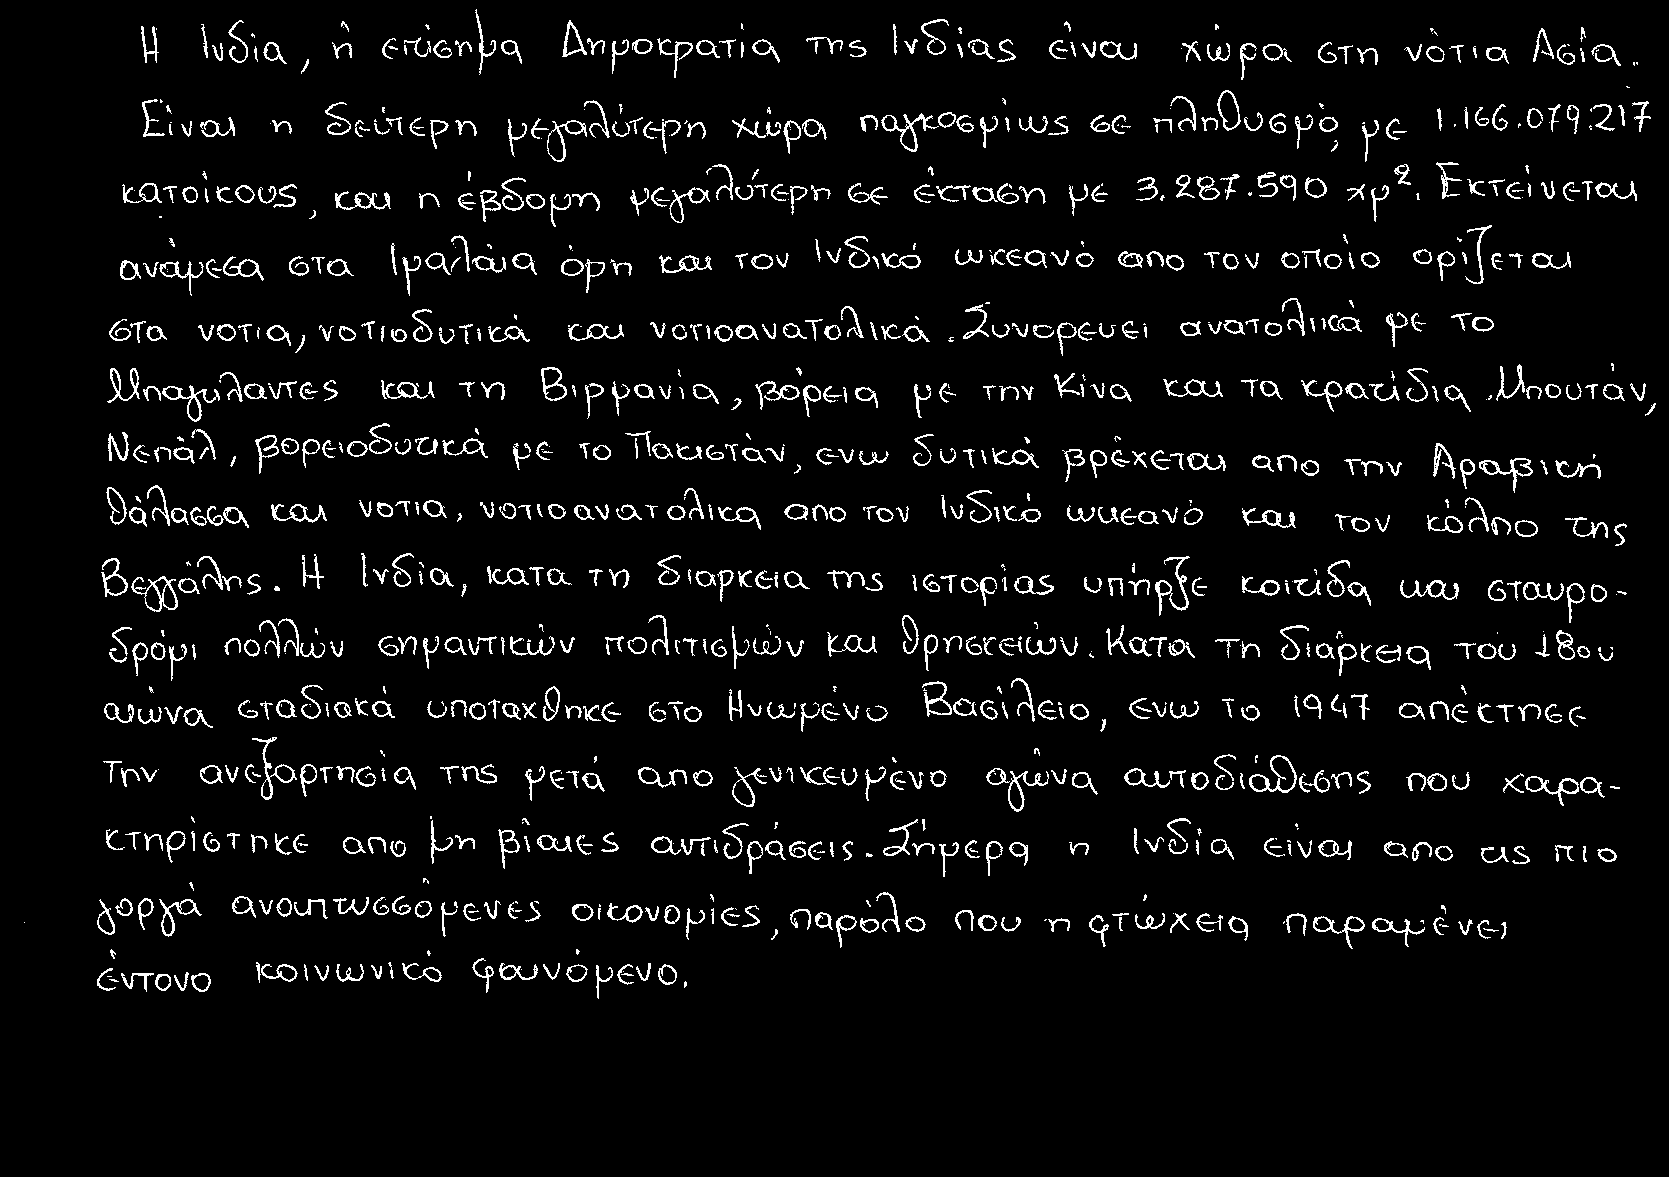 Η Ινδία, ή επίσημα Δημοκρατία της Ινδίας είναι χώρα στη νότια Ασία.
Είναι η δεύτερη μεγαλύτερη χώρα παγκοσμίως σε πληθυσμό, με 1.166.079.217
κατοίκους, και η έβδομη μεγαλύτερη σε έκταση με 3.287.590 χμ². Εκτείνεται
ανάμεσα στα Ιμαλάια όρη και τον Ινδικό ωκεανό απο τον οποίο ορίζεται
στα νοτια, νοτιοδυτικά και νοτιοανατολικά. Συνορευει ανατολικά με το
Μπαγκλαντες και τη Βιρμανία, βόρεια με την Κίνα και τα κρατίδια Μπουτάν,
Νεπάλ, βορειοδυτικά με το Πακιστάν, ενω δυτικά βρέχεται απο την Αραβική
θάλασσα και νοτια, νοτιοανατολικα απο τον Ινδικό ωκεανό και τον κόλπο της
Βεγγάλης. Η Ινδία, κατα τη διαρκεια της ιστορίας υπήρξε κοιτίδα και σταυρο-
δρόμι πολλών σημαντικών πολιτισμών και θρησκειών. Κατα τη διάρκεια του 18ου
αιώνα σταδιακά υποταχθηκε στο Ηνωμένο Βασίλειο, ενω το 1947 απέκτησε
την ανεξαρτησία της μετά απο γενικευμένο αγώνα αυτοδιάθεσης που χαρα-
κτηρίστηκε απο μη βίαιες αντιδράσεις. Σήμερα η Ινδία είναι απο τις πιο
γοργά αναπτυσσόμενες οικονομίες, παρόλο που η φτώχεια παραμένει
έντονο κοινωνικό φαινόμενο.